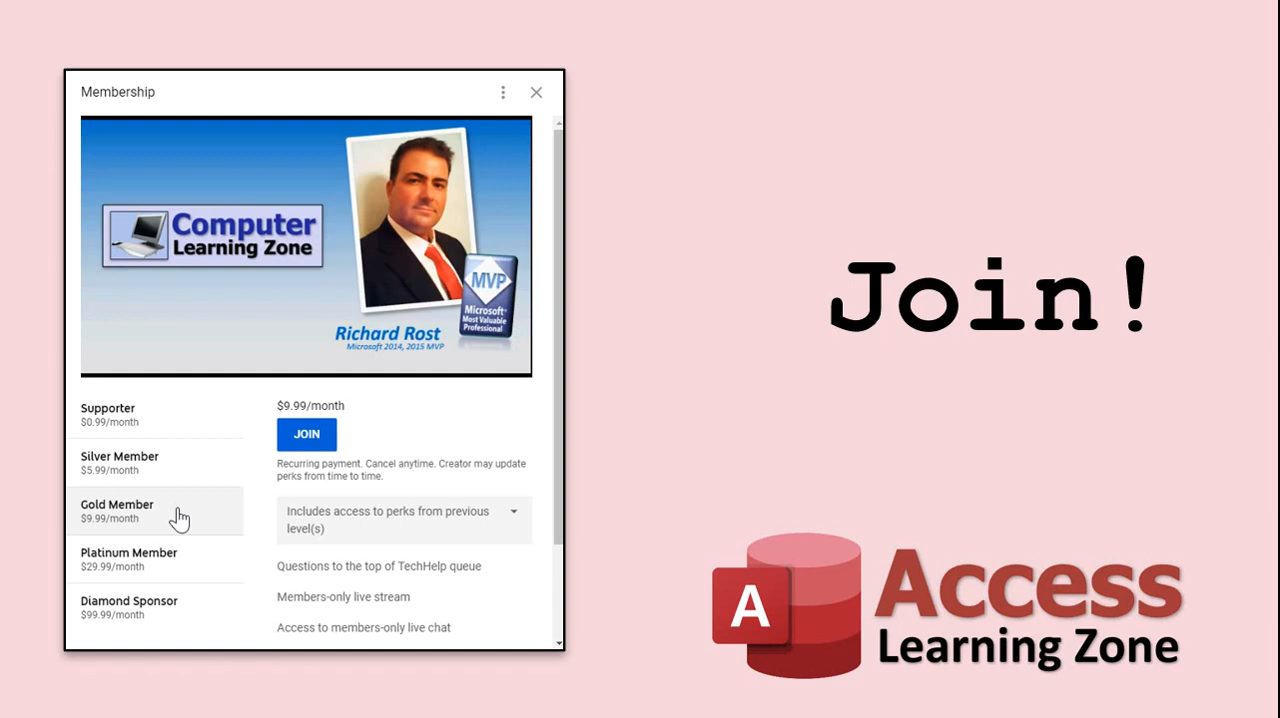 Membership
Computer
Learning Zone
MVP
Microsoft®
Most Valuable
Professional
Richard Rost
Microsoft 2014, 2015 MVP
Supporter
$0.99/month
Silver Member
$5.99/month
Gold Member
$9.99/month
Platinum Member
$29.99/month
Diamond Sponsor
$99.99/month
$9.99/month
JOIN
Recurring payment. Cancel anytime. Creator may update
perks from time to time.
Includes access to perks from previous
level(s)
Questions to the top of TechHelp queue
Members-only live stream
Access to members-only live chat
Join!
A
Access
Learning Zone